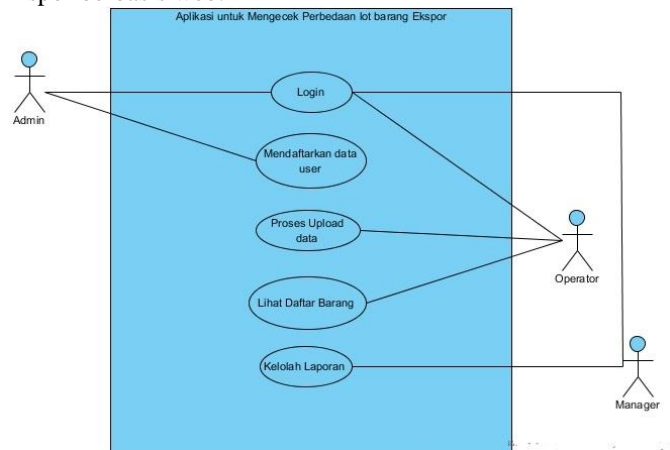 Aplikasi untuk Mengecek Perbedaan lot barang Ekspor
Login
Admin
Mendaftarkan data
user
Proses Upload
data
Operator
Lihat Daftar Barang
Kelolah Laporan
Manager